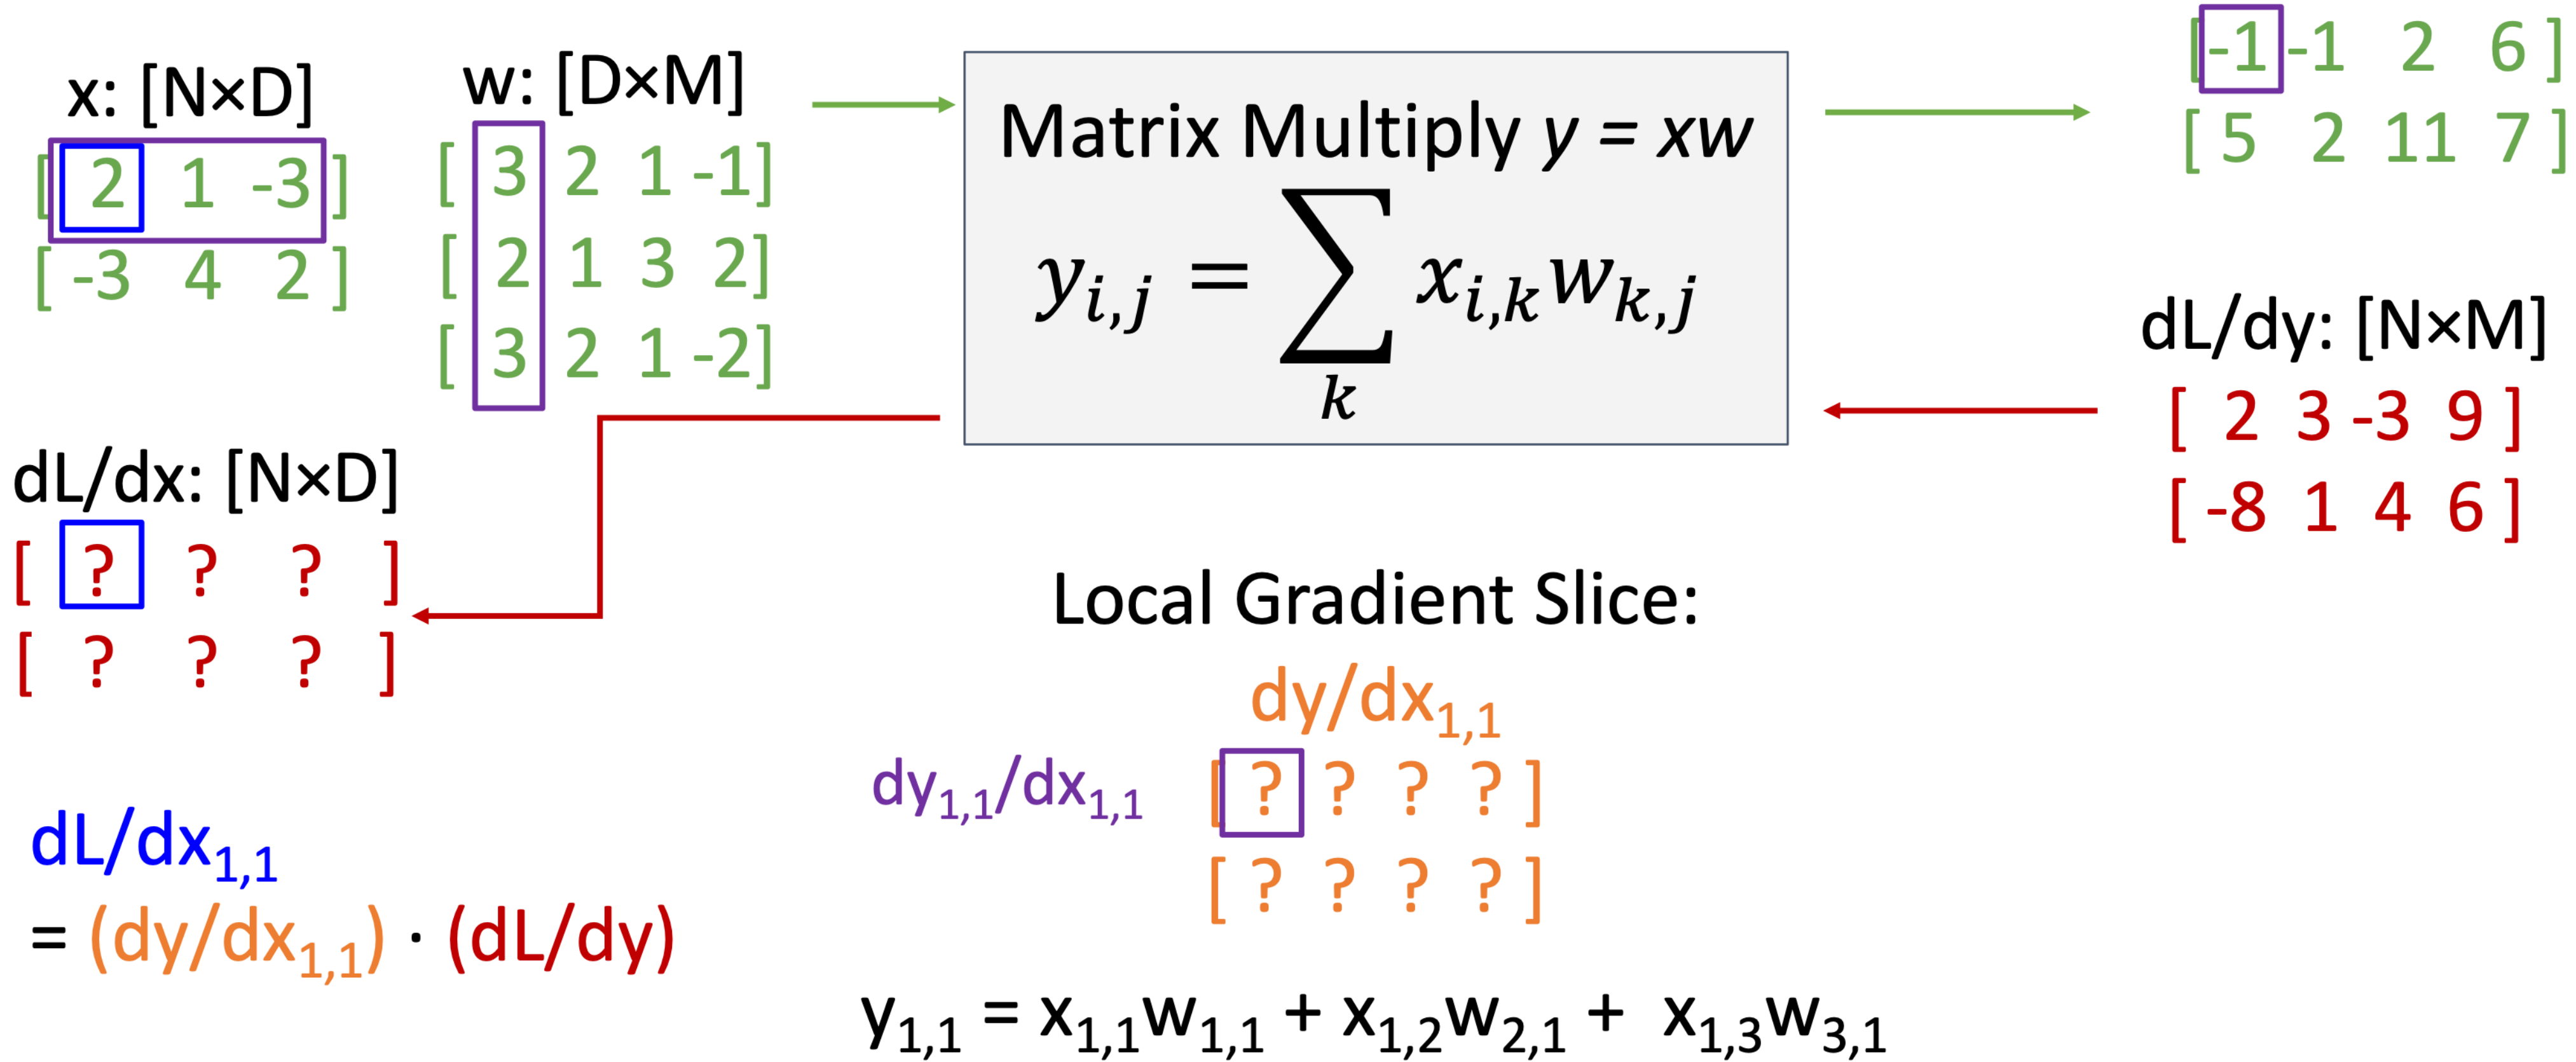 x: [N×D]
[ 2 1 -3 ]
[ -3 4 2 ]
w: [D×M]
[ 3 2 1 -1]
[ 2 1 3 2]
[ 3 2 1 -2]
Matrix Multiply y = xw
y_{i,j} = ∑_k x_{i,k}w_{k,j}
[-1 -1 2 6 ]
[ 5 2 11 7 ]
dL/dy: [N×M]
[ 2 3 -3 9 ]
[ -8 1 4 6 ]
dL/dx: [N×D]
[ ? ? ? ]
[ ? ? ? ]
dL/dx_{1,1}
= (dy/dx_{1,1}) · (dL/dy)
Local Gradient Slice:
dy/dx_{1,1}
dy_{1,1}/dx_{1,1}
[ ? ? ? ? ]
[ ? ? ? ? ]
y_{1,1} = x_{1,1}w_{1,1} + x_{1,2}w_{2,1} + x_{1,3}w_{3,1}